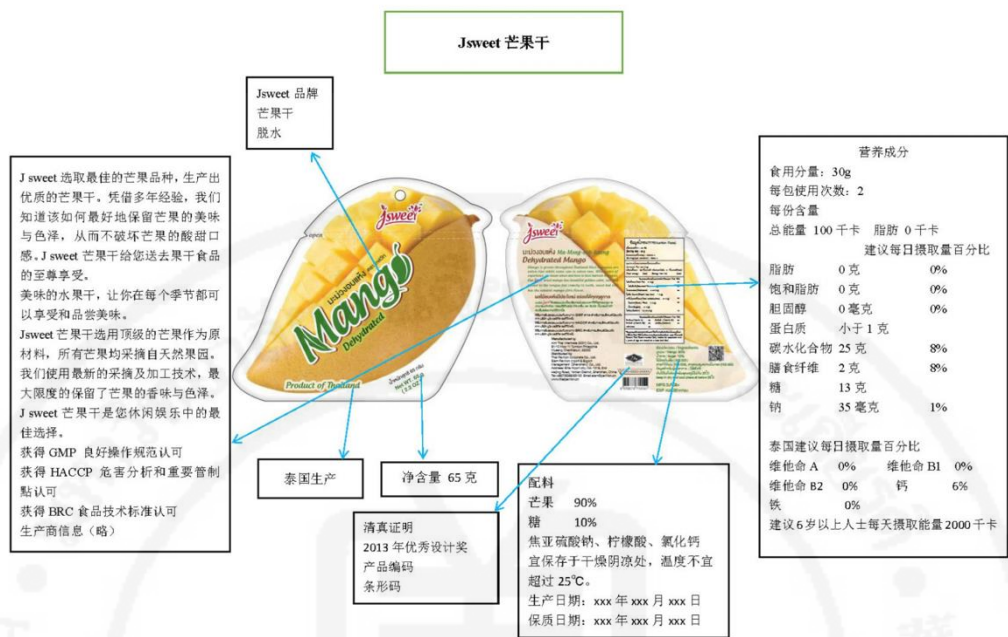 Jsweet 芒果干
Jsweet 品牌
芒果干
脱水
J sweet 选取最佳的芒果品种，生产出
优质的芒果干。凭借多年经验，我们
知道该如何最好地保留芒果的美味
与色泽，从而不破坏芒果的酸甜口
感。J sweet 芒果干给您送去果干食品
的至尊享受。
美味的水果干，让你在每个季节都可
以享受和品尝美味。
Jsweet 芒果干选用顶级的芒果作为原
材料，所有芒果均采摘自天然果园。
我们使用最新的采摘及加工技术，最
大限度的保留了芒果的香味与色泽。
J sweet 芒果干是您休闲娱乐中的最
佳选择。
获得 GMP 良好操作规范认可
获得 HACCP 危害分析和重要管制
點认可
获得 BRC 食品技术标准认可
生产商信息（略）
open
Jsweet
มะม่วงอบแห้ง
Mango
Dehydrated
Product of Thailand
Jsweet
มะม่วงอบแห้ง
Dehydrated Mango
泰国生产
净含量 65 克
清真证明
2013 年优秀设计奖
产品编码
条形码
配料
芒果 90%
糖 10%
焦亚硫酸钠、柠檬酸、氯化钙
宜保存于干燥阴凉处，温度不宜
超过 25℃。
生产日期：xxx 年 xxx 月 xxx 日
保质日期：xxx 年 xxx 月 xxx 日
营养成分
食用分量：30g
每包使用次数：2
每份含量
总能量 100 千卡 脂肪 0 千卡
建议每日摄取量百分比
脂肪 0 克 0%
饱和脂肪 0 克 0%
胆固醇 0 毫克 0%
蛋白质 小于 1 克
碳水化合物 25 克 8%
膳食纤维 2 克 8%
糖 13 克
钠 35 毫克 1%
泰国建议每日摄取量百分比
维他命 A 0% 维他命 B1 0%
维他命 B2 0% 钙 6%
铁 0%
建议 6 岁以上人士每天摄取能量 2000 千卡